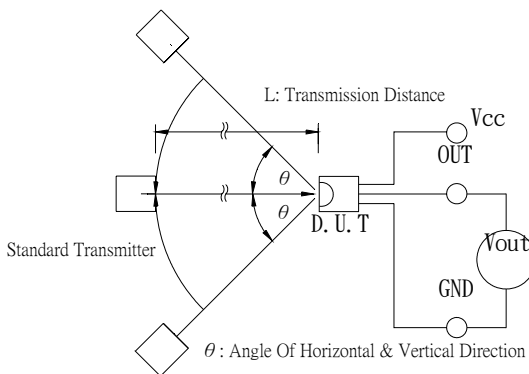 L: Transmission Distance
Vcc
OUT
θ
θ
D. U. T
Standard Transmitter
Vout
GND
θ : Angle Of Horizontal & Vertical Direction